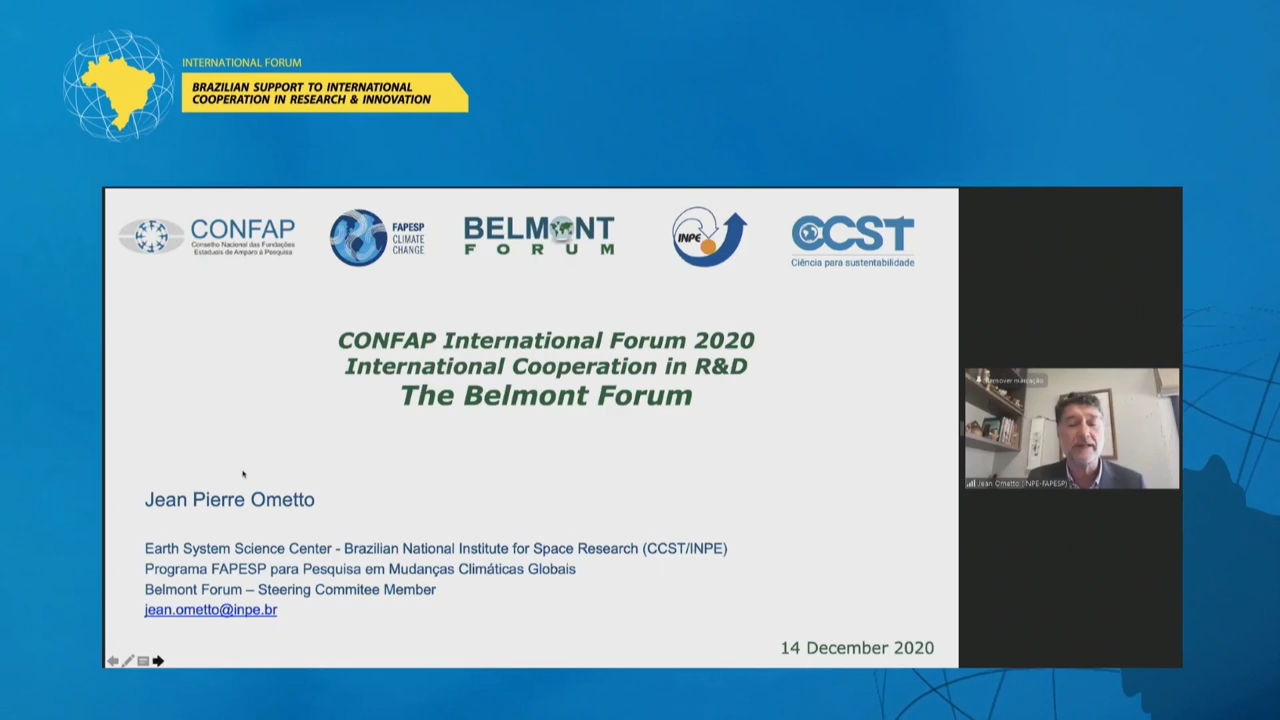 INTERNATIONAL FORUM
BRAZILIAN SUPPORT TO INTERNATIONAL
COOPERATION IN RESEARCH & INNOVATION
CONFAP
Conselho Nacional das Fundações
Estaduais de Amparo à Pesquisa
FAPESP
CLIMATE
CHANGE
BELMONT
FORUM
INPE
CCST
Ciência para sustentabilidade
CONFAP International Forum 2020
International Cooperation in R&D
The Belmont Forum
Remover marcação
Jean Ometto (INPE-FAPESP)
Jean Pierre Ometto
Earth System Science Center - Brazilian National Institute for Space Research (CCST/INPE)
Programa FAPESP para Pesquisa em Mudanças Climáticas Globais
Belmont Forum – Steering Commitee Member
jean.ometto@inpe.br
14 December 2020